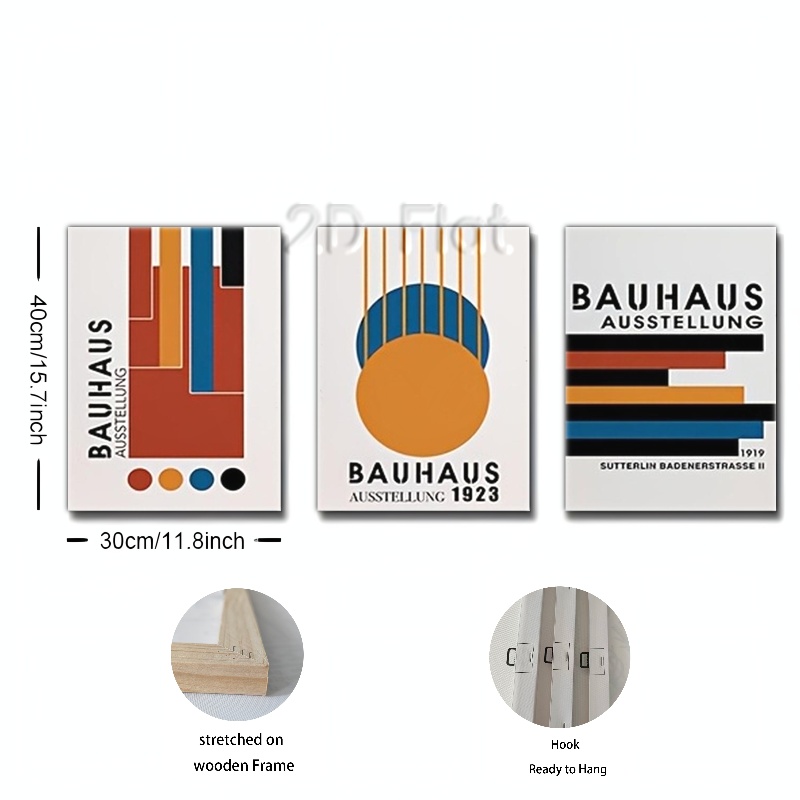 2D Flat
40cm/15.7inch
BAUHAUS
AUSSTELLUNG
BAUHAUS
AUSSTELLUNG 1923
BAUHAUS
AUSSTELLUNG
1919
SUTTERLIN BADENERSTRASSE II
30cm/11.8inch
stretched on
wooden Frame
Hook
Ready to Hang